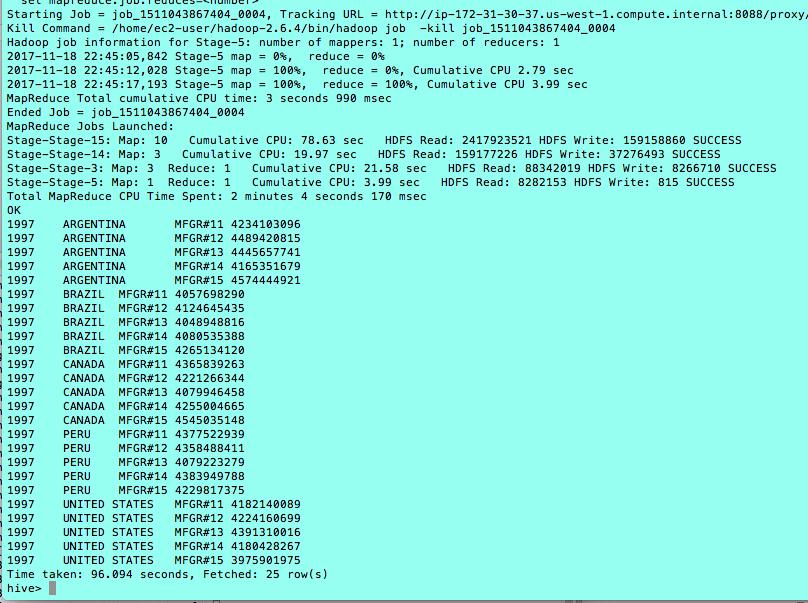 set mapreduce.job.reduces=<number>
Starting Job = job_1511043867404_0004, Tracking URL = http://ip-172-31-30-37.us-west-1.compute.internal:8088/proxy/
Kill Command = /home/ec2-user/hadoop-2.6.4/bin/hadoop job  -kill job_1511043867404_0004
Hadoop job information for Stage-5: number of mappers: 1; number of reducers: 1
2017-11-18 22:45:05,842 Stage-5 map = 0%,  reduce = 0%
2017-11-18 22:45:12,028 Stage-5 map = 100%,  reduce = 0%, Cumulative CPU 2.79 sec
2017-11-18 22:45:17,193 Stage-5 map = 100%,  reduce = 100%, Cumulative CPU 3.99 sec
MapReduce Total cumulative CPU time: 3 seconds 990 msec
Ended Job = job_1511043867404_0004
MapReduce Jobs Launched:
Stage-Stage-15: Map: 10   Cumulative CPU: 78.63 sec   HDFS Read: 2417923521 HDFS Write: 159158860 SUCCESS
Stage-Stage-14: Map: 3   Cumulative CPU: 19.97 sec   HDFS Read: 159177226 HDFS Write: 37276493 SUCCESS
Stage-Stage-3: Map: 3  Reduce: 1   Cumulative CPU: 21.58 sec   HDFS Read: 88342019 HDFS Write: 8266710 SUCCESS
Stage-Stage-5: Map: 1  Reduce: 1   Cumulative CPU: 3.99 sec   HDFS Read: 8282153 HDFS Write: 815 SUCCESS
Total MapReduce CPU Time Spent: 2 minutes 4 seconds 170 msec
OK
1997    ARGENTINA       MFGR#11 4234103096
1997    ARGENTINA       MFGR#12 4489420815
1997    ARGENTINA       MFGR#13 4445657741
1997    ARGENTINA       MFGR#14 4165351679
1997    ARGENTINA       MFGR#15 4574444921
1997    BRAZIL  MFGR#11 4057698290
1997    BRAZIL  MFGR#12 4124645435
1997    BRAZIL  MFGR#13 4048948816
1997    BRAZIL  MFGR#14 4080535388
1997    BRAZIL  MFGR#15 4265134120
1997    CANADA  MFGR#11 4365839263
1997    CANADA  MFGR#12 4221266344
1997    CANADA  MFGR#13 4079946458
1997    CANADA  MFGR#14 4255004665
1997    CANADA  MFGR#15 4545035148
1997    PERU    MFGR#11 4377522939
1997    PERU    MFGR#12 4358488411
1997    PERU    MFGR#13 4079223279
1997    PERU    MFGR#14 4383949788
1997    PERU    MFGR#15 4229817375
1997    UNITED STATES   MFGR#11 4182140089
1997    UNITED STATES   MFGR#12 4224160699
1997    UNITED STATES   MFGR#13 4391310016
1997    UNITED STATES   MFGR#14 4180428267
1997    UNITED STATES   MFGR#15 3975901975
Time taken: 96.094 seconds, Fetched: 25 row(s)
hive>